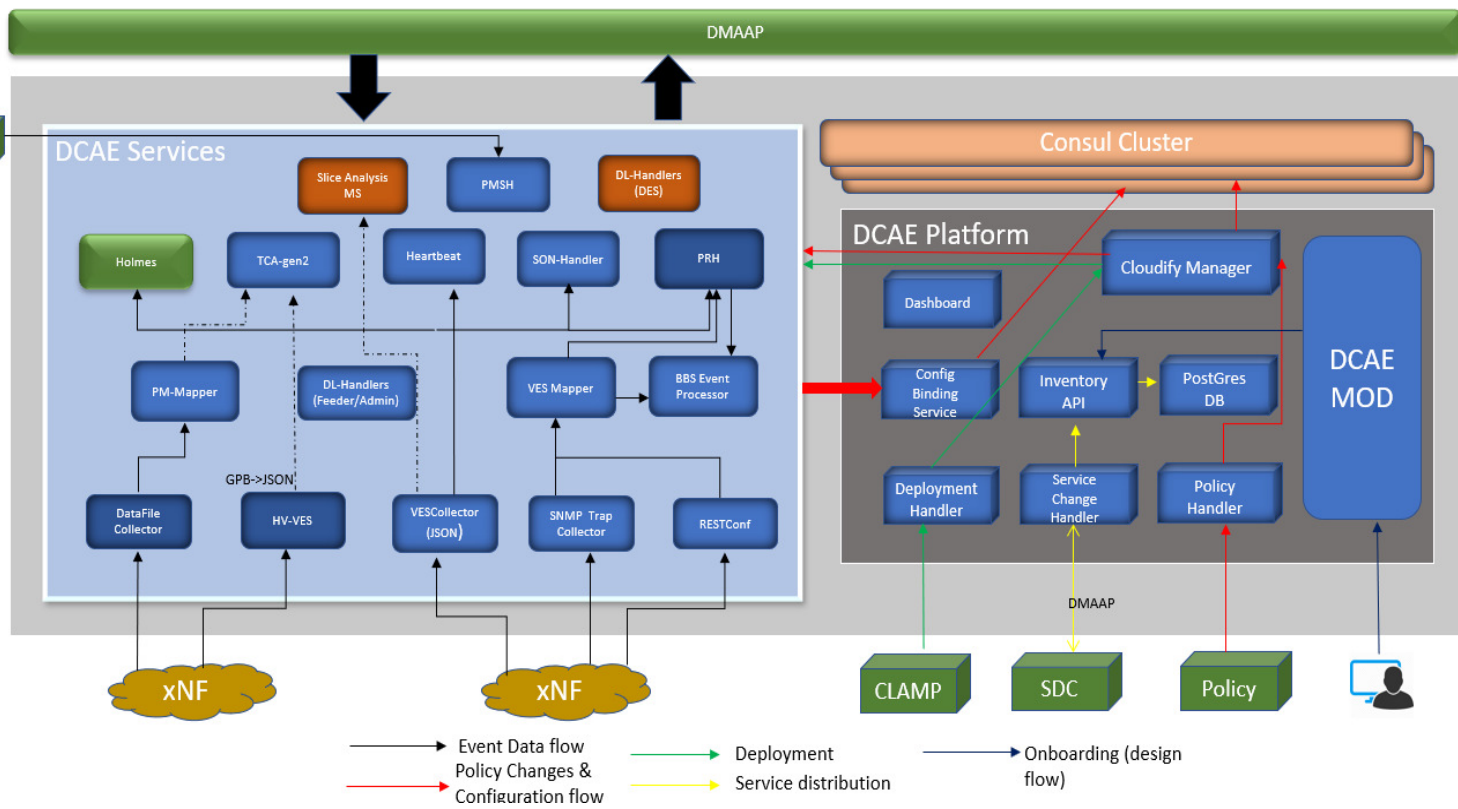 DMAAP
DCAE Services
Slice Analysis
MS
PMSH
DL-Handlers
(DES)
Consul Cluster
DCAE Platform
Holmes
TCA-gen2
Heartbeat
SON-Handler
PRH
Cloudify Manager
Dashboard
PM-Mapper
DL-Handlers
(Feeder/Admin)
VES Mapper
BBS Event
Processor
Config
Binding
Service
Inventory
API
PostGres
DB
DCAE
MOD
GPB->JSON
DataFile
Collector
HV-VES
VESCollector
(JSON)
SNMP Trap
Collector
RESTConf
Deployment
Handler
Service
Change
Handler
Policy
Handler
DMAAP
xNF
xNF
CLAMP
SDC
Policy
Event Data flow
Policy Changes &
Configuration flow
Deployment
Service distribution
Onboarding (design
flow)